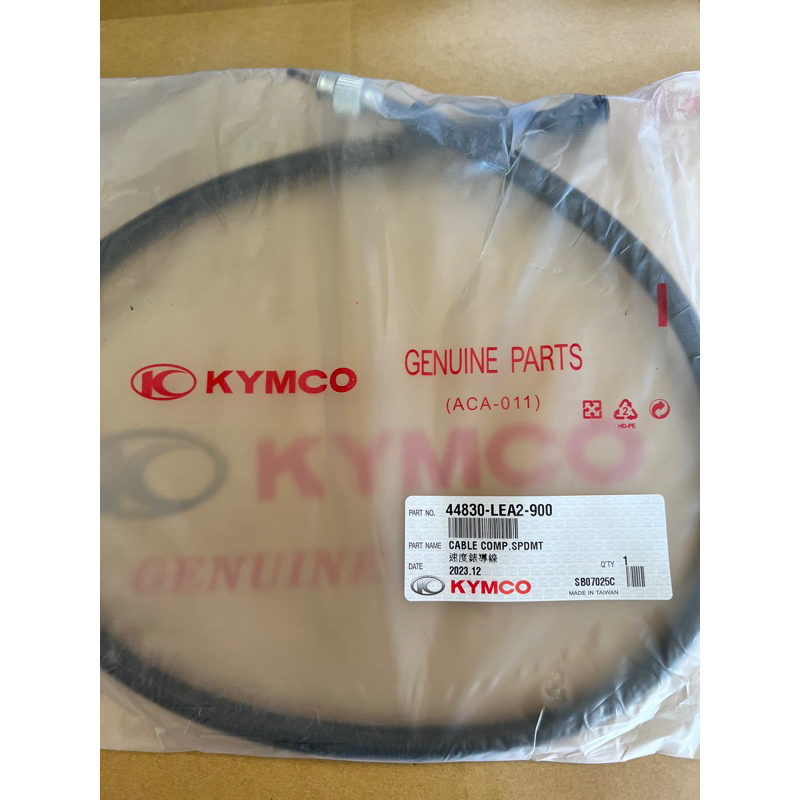 KYMCO
GENUINE PARTS
(ACA-011)
2
HD-PE
KYMCO
GENUINE
PART NO. 44830-LEA2-900
PART NAME CABLE COMP.SPDMT
速度錶導線
DATE 2023.12
Q'TY 1
KYMCO
SB07025C
MADE IN TAIWAN